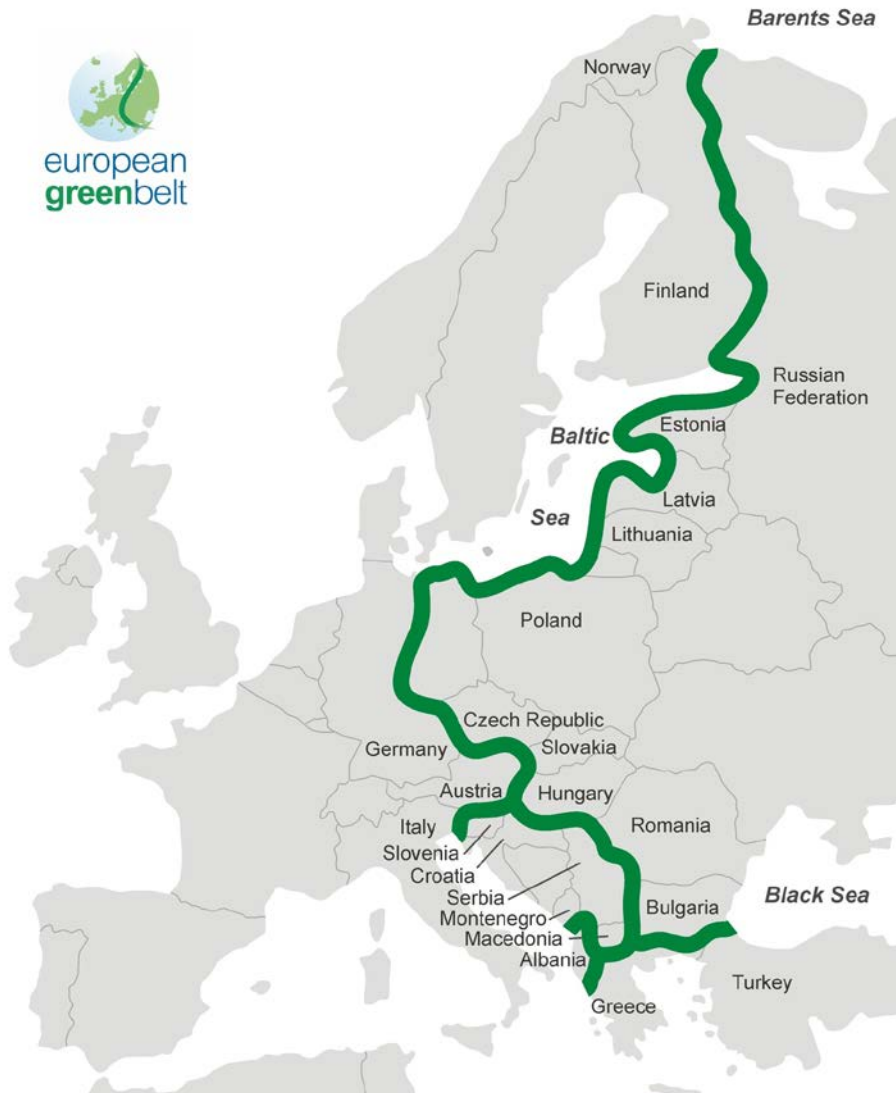 Barents Sea
european
greenbelt
Norway
Finland
Russian
Federation
Estonia
Baltic
Sea
Latvia
Lithuania
Poland
Czech Republic
Slovakia
Germany
Austria
Hungary
Italy
Slovenia
Croatia
Romania
Serbia
Montenegro
Macedonia
Albania
Bulgaria
Black Sea
Turkey
Greece